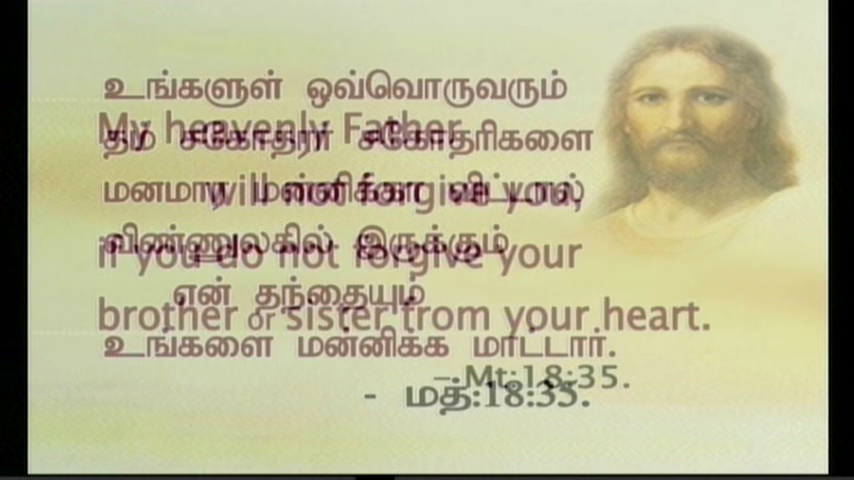 உங்களுள் ஒவ்வொருவரும்
My heavenly Father
தம் சகோதரர் சகோதரிகளை
மனமார மன்னிக்கா விட்டால்
will not forgive you,
விண்ணுலகில் இருக்கும்
if you do not forgive your
என் தந்தையும்
brother or sister from your heart.
உங்களை மன்னிக்க மாட்டார்.
– Mt:18:35.
- மத்:18:35.